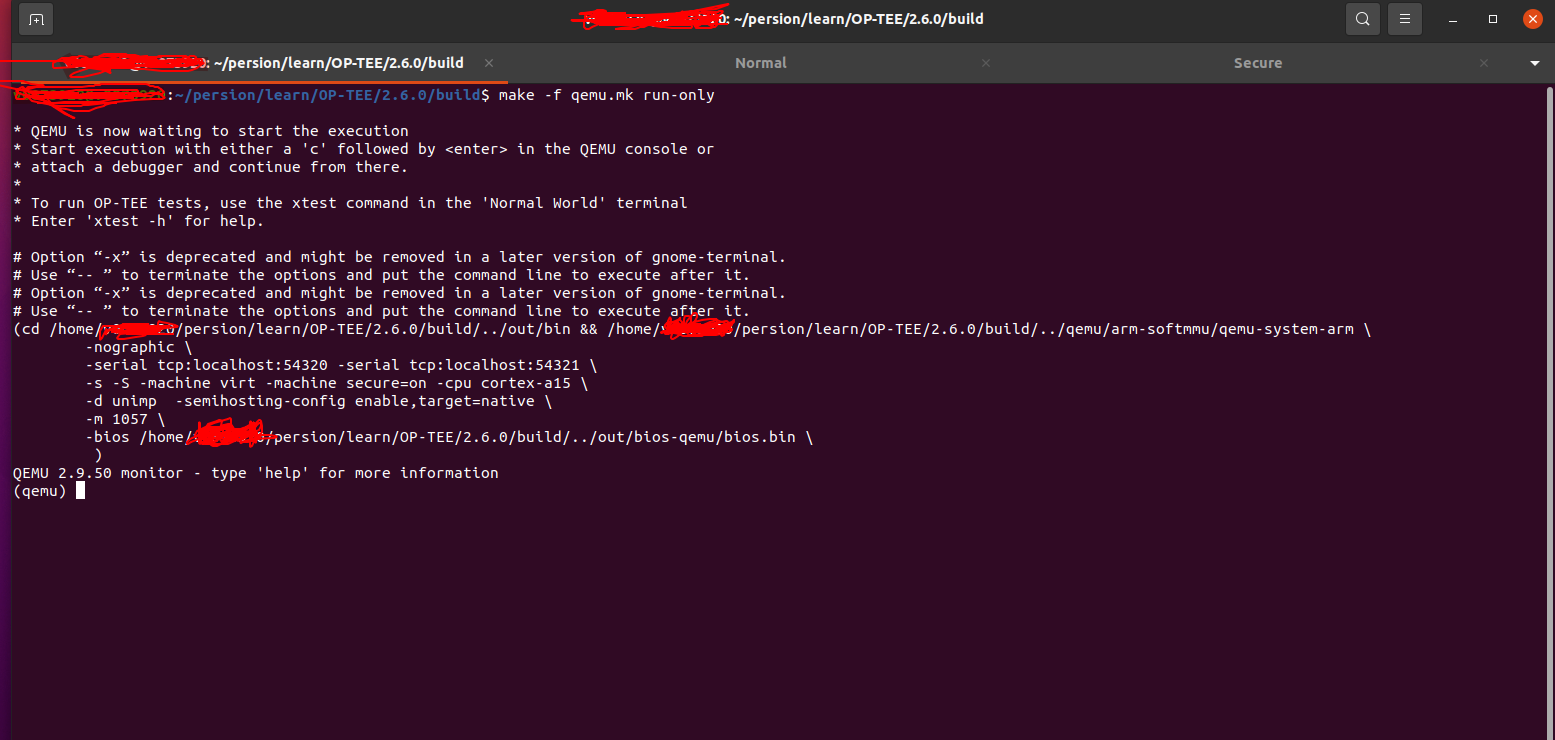 : ~/persion/learn/OP-TEE/2.6.0/build
: ~/persion/learn/OP-TEE/2.6.0/build
Normal
Secure
:~/persion/learn/OP-TEE/2.6.0/build$ make -f qemu.mk run-only
* QEMU is now waiting to start the execution
* Start execution with either a 'c' followed by <enter> in the QEMU console or
* attach a debugger and continue from there.
*
* To run OP-TEE tests, use the xtest command in the 'Normal World' terminal
* Enter 'xtest -h' for help.
# Option “-x” is deprecated and might be removed in a later version of gnome-terminal.
# Use “-- ” to terminate the options and put the command line to execute after it.
# Option “-x” is deprecated and might be removed in a later version of gnome-terminal.
# Use “-- ” to terminate the options and put the command line to execute after it.
(cd /home/ /persion/learn/OP-TEE/2.6.0/build/../out/bin && /home/ /persion/learn/OP-TEE/2.6.0/build/../qemu/arm-softmmu/qemu-system-arm \
-nographic \
-serial tcp:localhost:54320 -serial tcp:localhost:54321 \
-s -S -machine virt -machine secure=on -cpu cortex-a15 \
-d unimp  -semihosting-config enable,target=native \
-m 1057 \
-bios /home/ /persion/learn/OP-TEE/2.6.0/build/../out/bios-qemu/bios.bin \
)
QEMU 2.9.50 monitor - type 'help' for more information
(qemu)